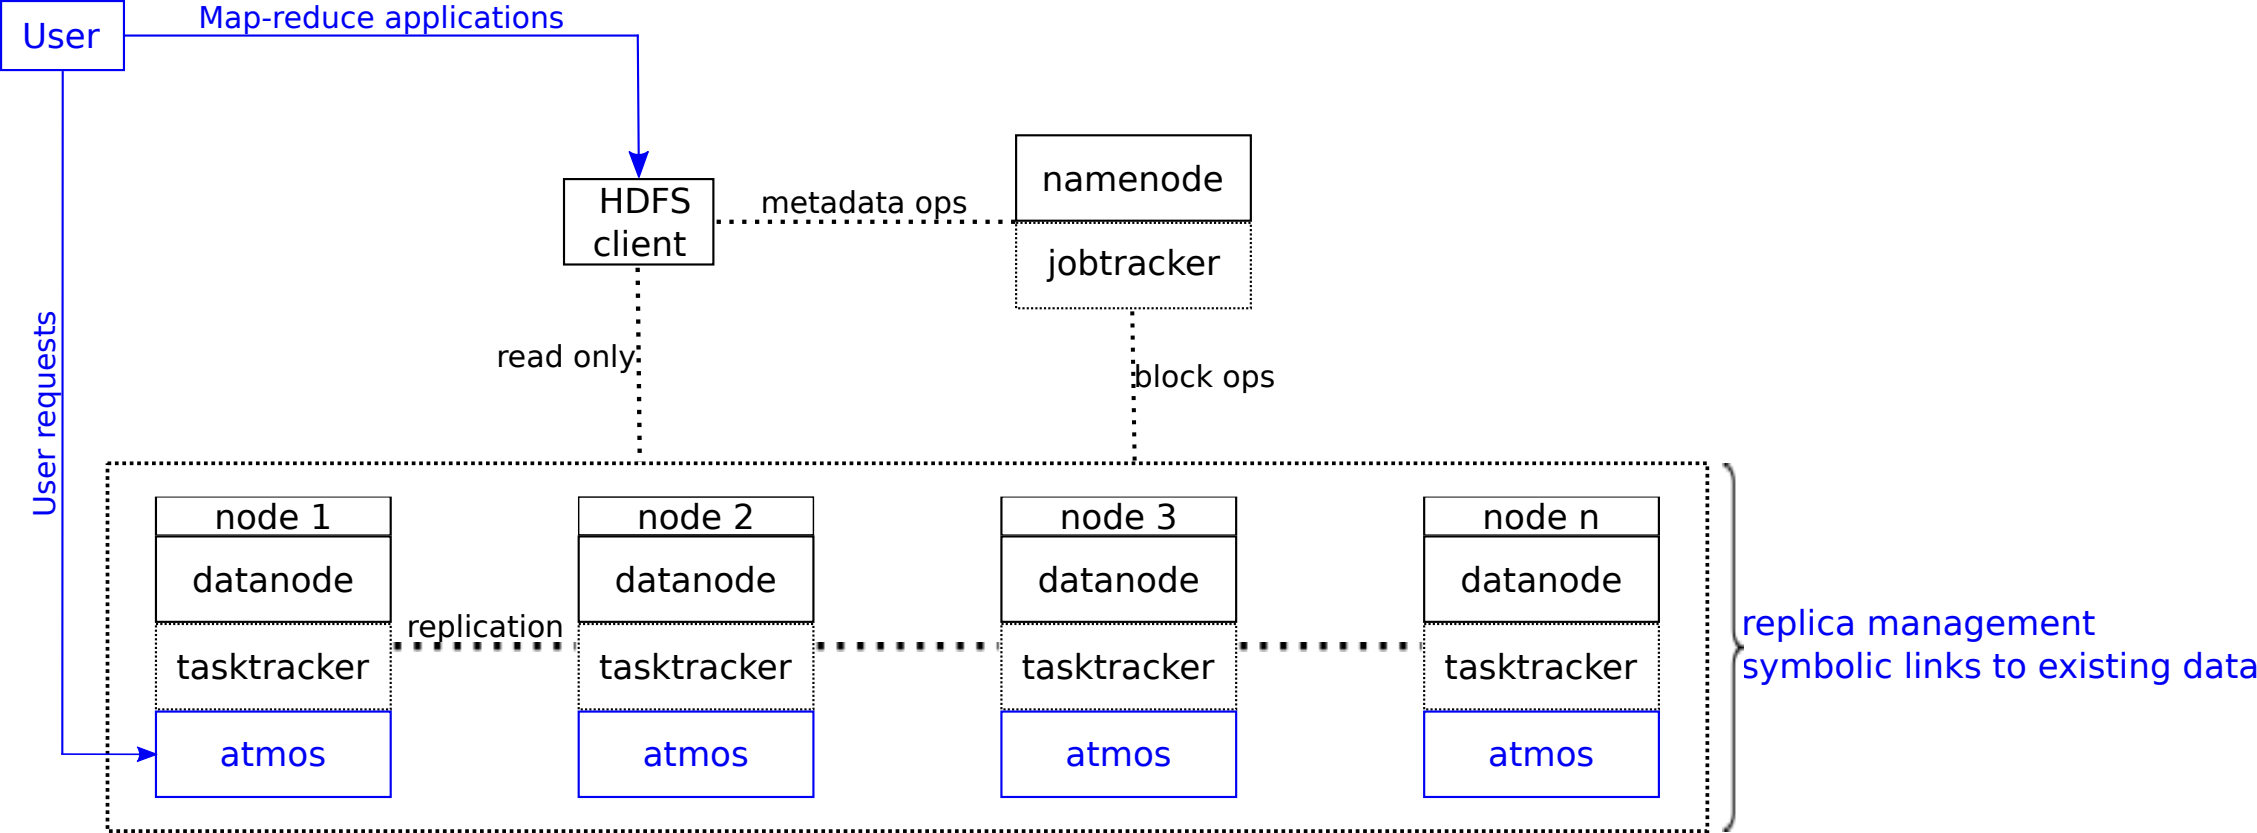 Map-reduce applications
User
namenode
HDFS
client
metadata ops
jobtracker
User requests
read only
block ops
node 1
node 2
node 3
node n
datanode
datanode
datanode
datanode
replication
tasktracker
tasktracker
tasktracker
tasktracker
replica management
symbolic links to existing data
atmos
atmos
atmos
atmos